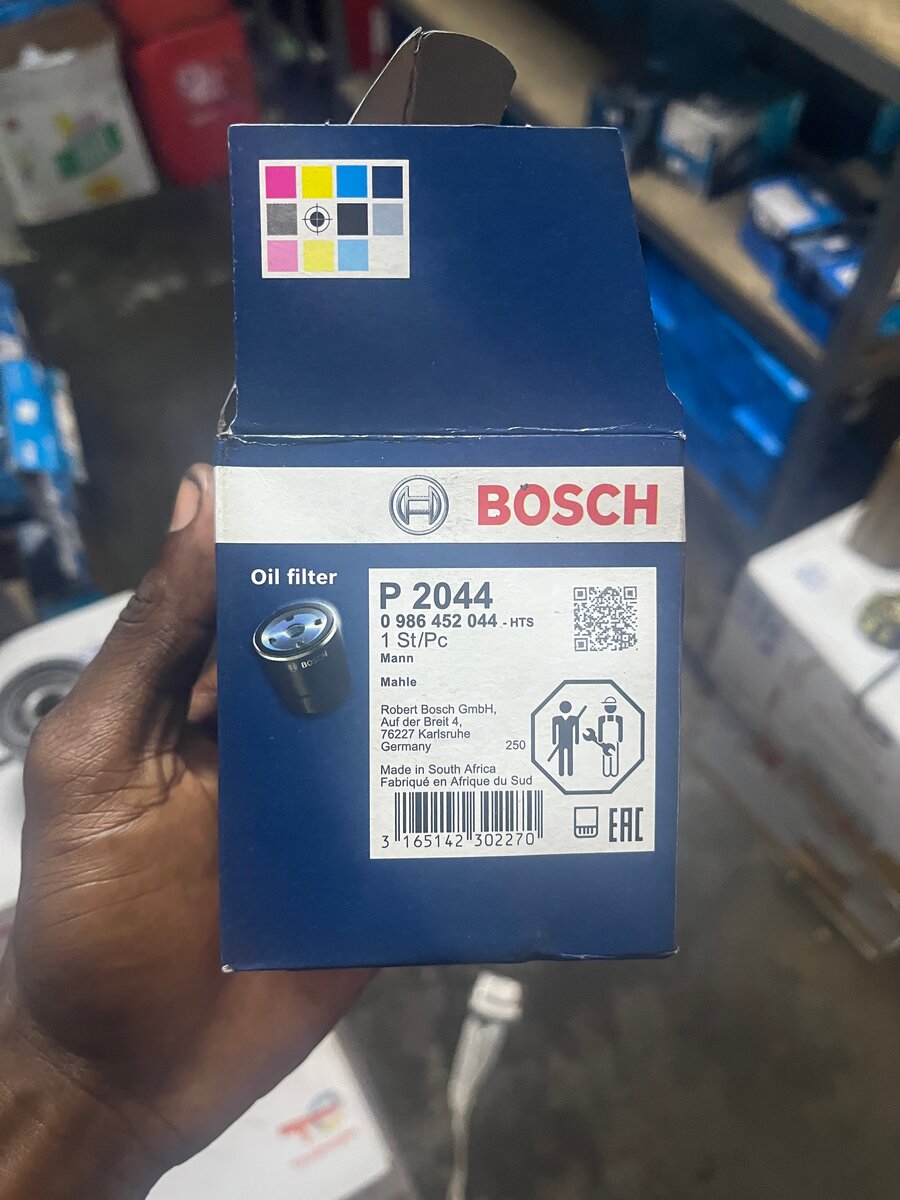 BOSCH
Oil filter
BOSCH
P 2044
0 986 452 044 - HTS
1 St/Pc
Mann
Mahle
Robert Bosch GmbH,
Auf der Breit 4,
76227 Karlsruhe
Germany
250
Made in South Africa
Fabriqué en Afrique du Sud
3 165142 302270
EAC